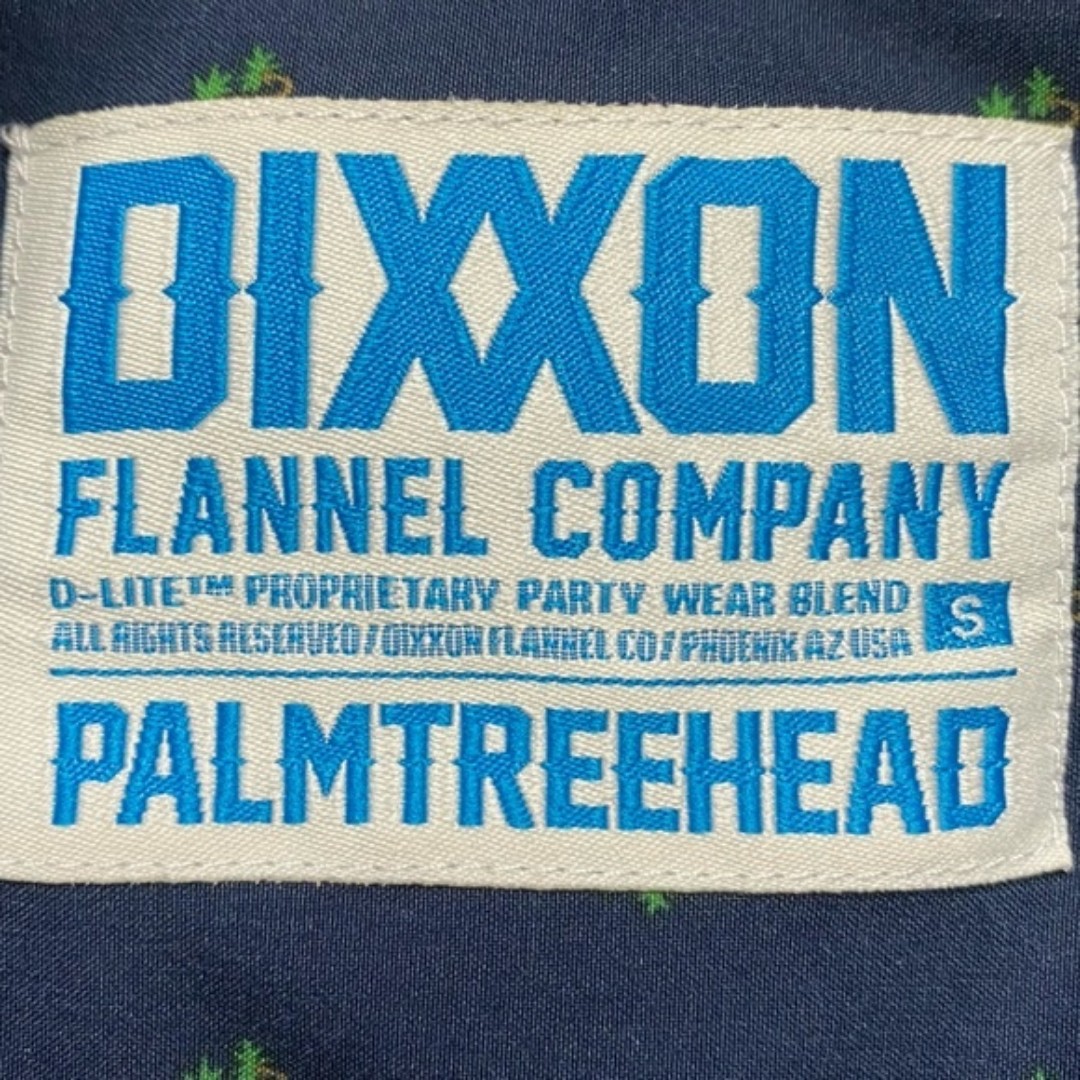 DIXXON
FLANNEL COMPANY
D-LITE™ PROPRIETARY PARTY WEAR BLEND
ALL RIGHTS RESERVED / DIXXON FLANNEL CO / PHOENIX AZ USA
S
PALMTREEHEAD